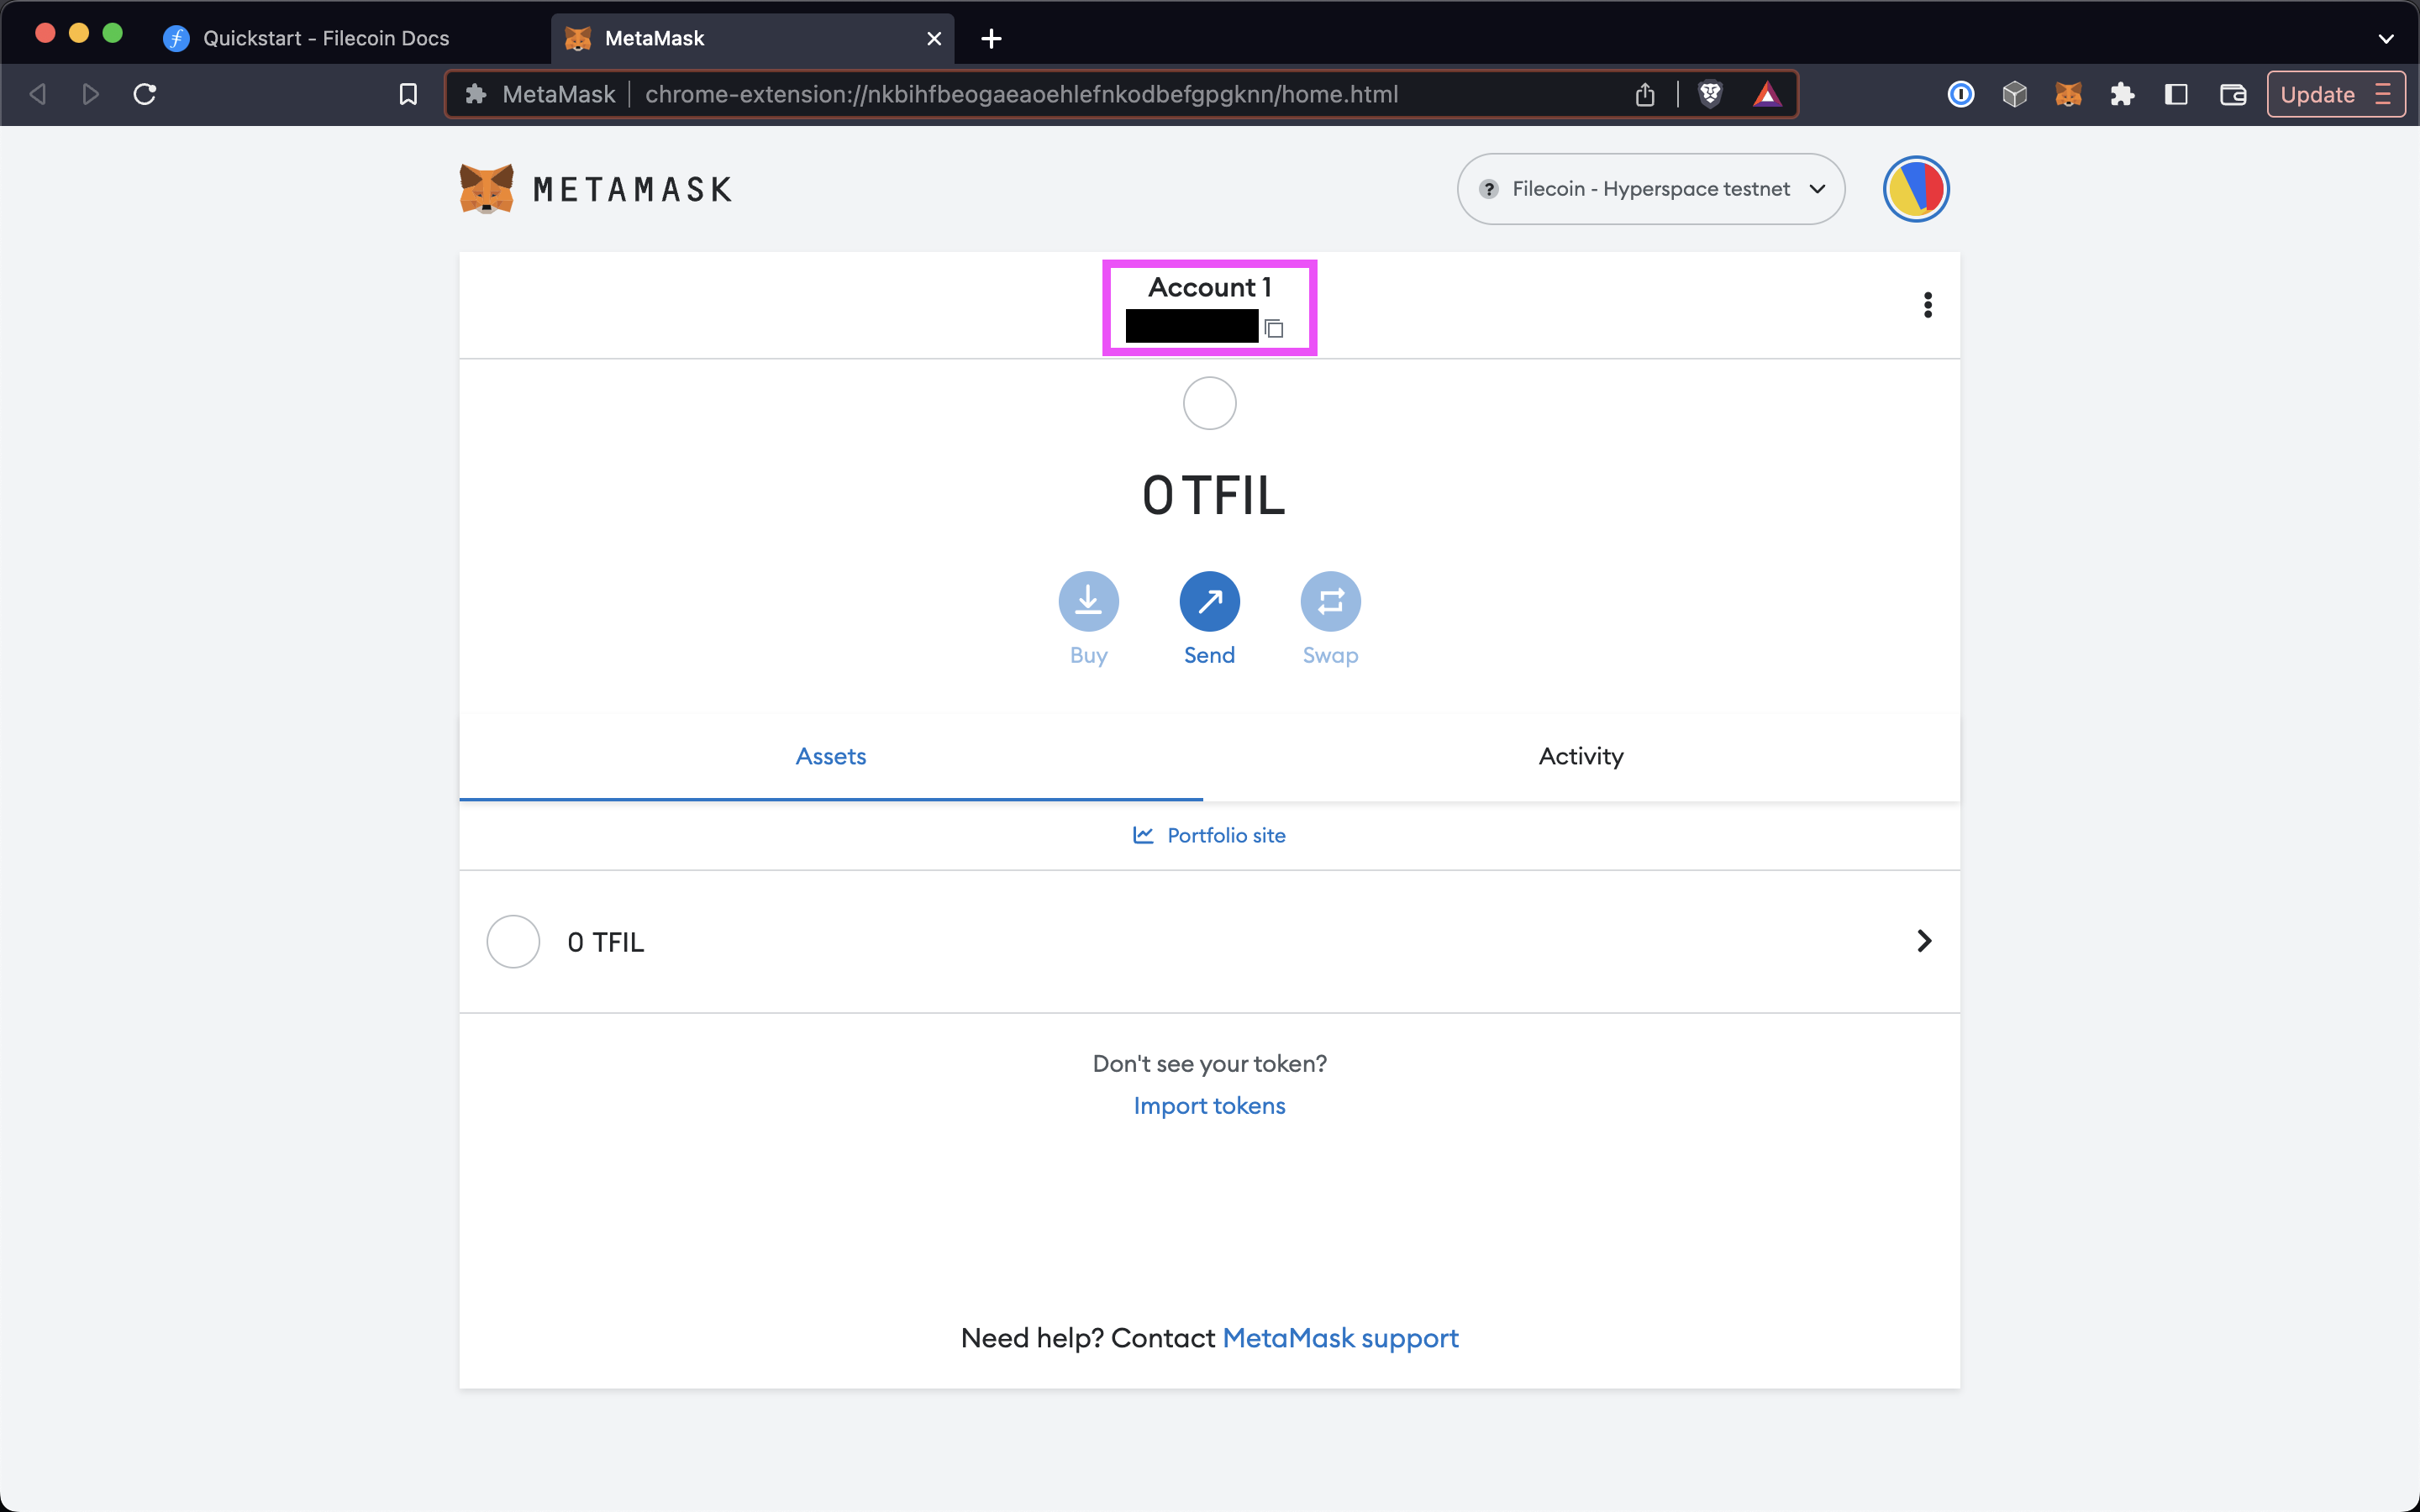 Quickstart - Filecoin Docs
MetaMask
MetaMask
chrome-extension://nkbihfbeogaeaoehlefnkodbefgpgknn/home.html
Update
METAMASK
? Filecoin - Hyperspace testnet
Account 1
0 TFIL
Buy
Send
Swap
Assets
Activity
Portfolio site
0 TFIL
Don't see your token?
Import tokens
Need help? Contact MetaMask support